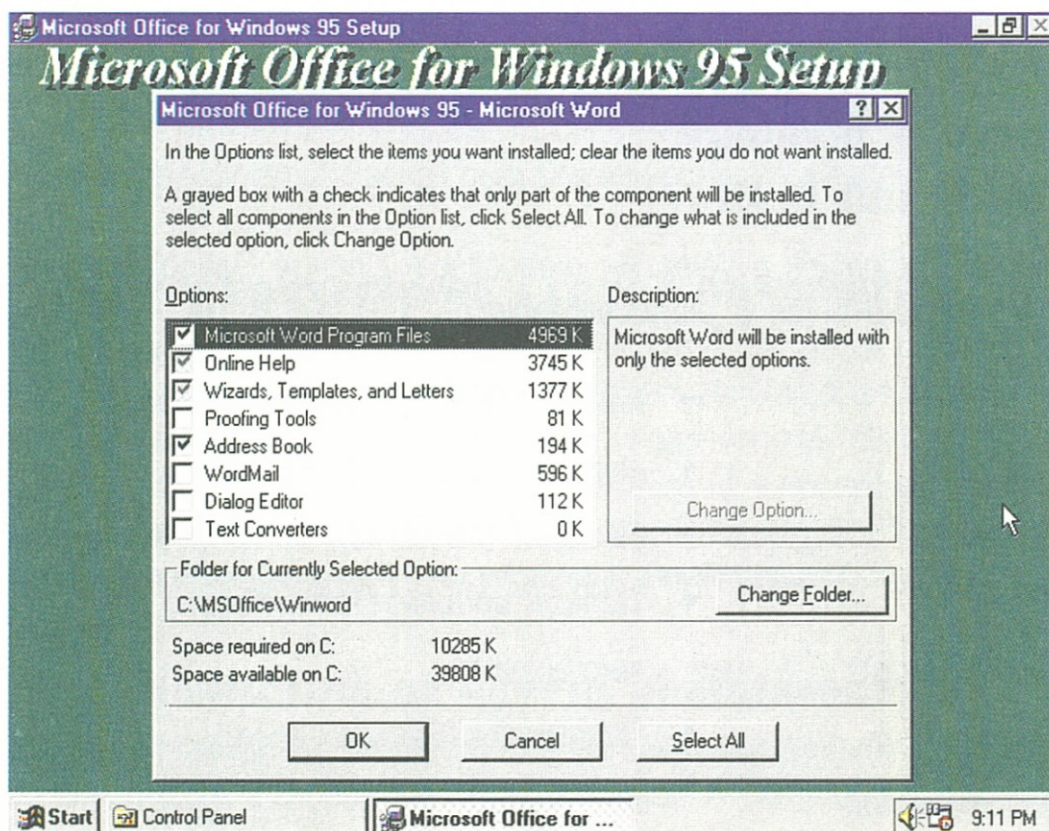 Microsoft Office for Windows 95 Setup
Microsoft Office for Windows 95 Setup
Microsoft Office for Windows 95 - Microsoft Word
In the Options list, select the items you want installed; clear the items you do not want installed.
A grayed box with a check indicates that only part of the component will be installed. To
select all components in the Option list, click Select All. To change what is included in the
selected option, click Change Option.
Options:
Microsoft Word Program Files 4969 K
Online Help 3745 K
Wizards, Templates, and Letters 1377 K
Proofing Tools 81 K
Address Book 194 K
WordMail 596 K
Dialog Editor 112 K
Text Converters 0 K
Description:
Microsoft Word will be installed with
only the selected options.
Change Option...
Folder for Currently Selected Option:
C:\MSOffice\Winword
Change Folder...
Space required on C: 10285 K
Space available on C: 39808 K
OK
Cancel
Select All
Start
Control Panel
Microsoft Office for ...
9:11 PM